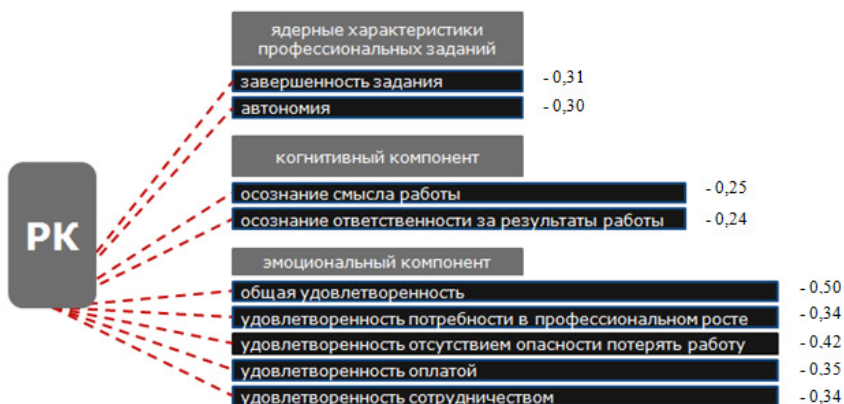 ядерные характеристики
профессиональных заданий
завершенность задания - 0,31
автономия - 0,30
когнитивный компонент
осознание смысла работы - 0,25
осознание ответственности за результаты работы - 0,24
РК
эмоциональный компонент
общая удовлетворенность - 0,50
удовлетворенность потребности в профессиональном росте - 0,34
удовлетворенность отсутствием опасности потерять работу - 0.42
удовлетворенность оплатой - 0.35
удовлетворенность сотрудничеством - 0,34